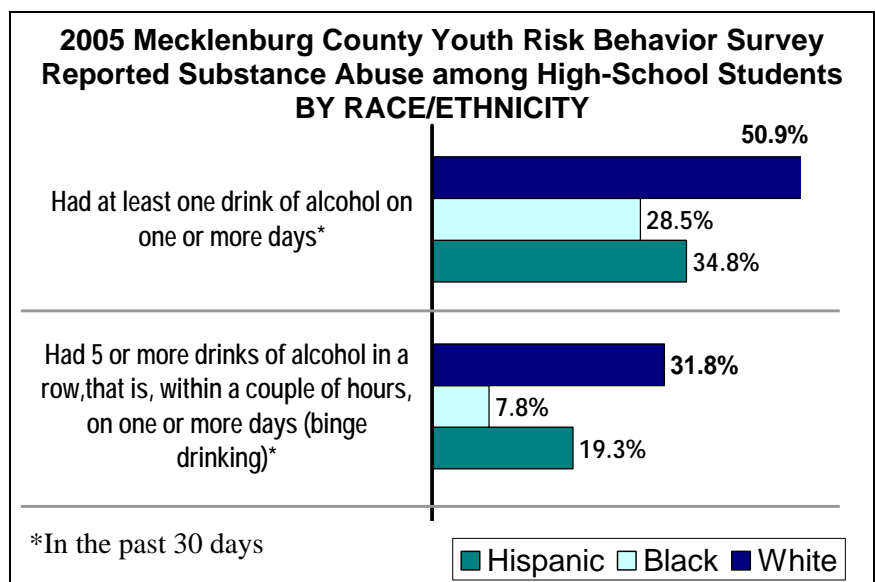 2005 Mecklenburg County Youth Risk Behavior Survey
Reported Substance Abuse among High-School Students
BY RACE/ETHNICITY
50.9%
Had at least one drink of alcohol on
one or more days*
28.5%
34.8%
Had 5 or more drinks of alcohol in a
row,that is, within a couple of hours,
on one or more days (binge
drinking)*
31.8%
7.8%
19.3%
*In the past 30 days
Hispanic Black White